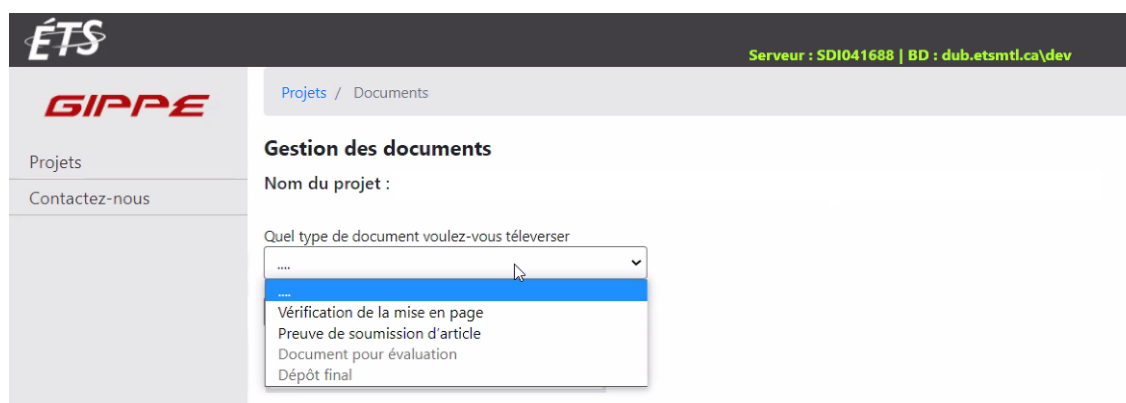 ÉTS
Serveur : SDI041688 | BD : dub.etsmtl.ca\dev
GIPPE
Projets / Documents
Projets
Contactez-nous
Gestion des documents
Nom du projet :
Quel type de document voulez-vous téleverser
....
....
Vérification de la mise en page
Preuve de soumission d'article
Document pour évaluation
Dépôt final